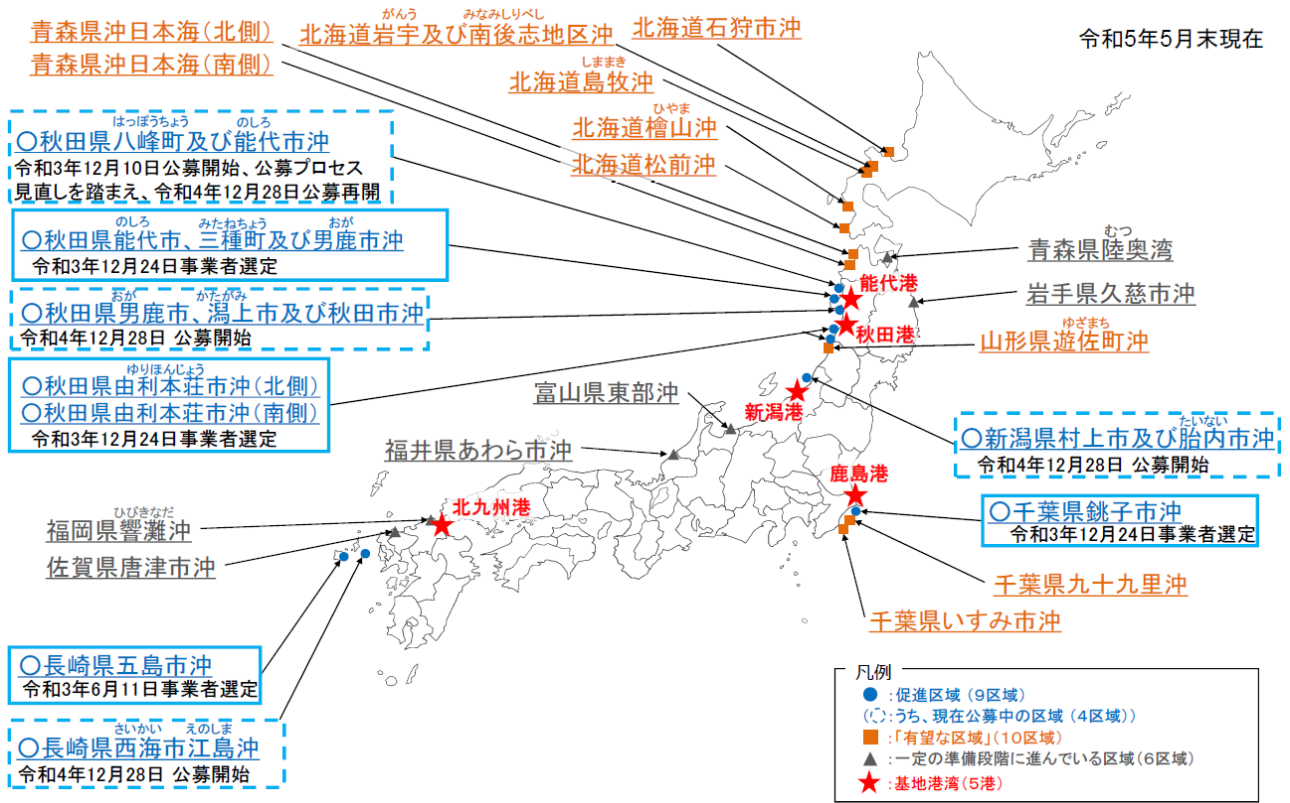 青森県沖日本海(北側)
青森県沖日本海(南側)
がんう みなみしりべし
北海道岩宇及び南後志地区沖
北海道石狩市沖
令和5年5月末現在
しままき
北海道島牧沖
ひやま
北海道檜山沖
北海道松前沖
はっぽうちょう のしろ
〇秋田県八峰町及び能代市沖
令和3年12月10日公募開始、公募プロセス
見直しを踏まえ、令和4年12月28日公募再開
のしろ みたねちょう おが
〇秋田県能代市、三種町及び男鹿市沖
令和3年12月24日事業者選定
おが かたがみ
〇秋田県男鹿市、潟上市及び秋田市沖
令和4年12月28日 公募開始
ゆりほんじょう
〇秋田県由利本荘市沖(北側)
〇秋田県由利本荘市沖(南側)
令和3年12月24日事業者選定
むつ
青森県陸奥湾
能代港
岩手県久慈市沖
秋田港
ゆざまち
山形県遊佐町沖
富山県東部沖
新潟港
福井県あわら市沖
たいない
〇新潟県村上市及び胎内市沖
令和4年12月28日 公募開始
鹿島港
〇千葉県銚子市沖
令和3年12月24日事業者選定
北九州港
ひびきなだ
福岡県響灘沖
佐賀県唐津市沖
千葉県九十九里沖
千葉県いすみ市沖
〇長崎県五島市沖
令和3年6月11日事業者選定
さいかい えのしま
〇長崎県西海市江島沖
令和4年12月28日 公募開始
凡例
:促進区域(9区域)
(◌:うち、現在公募中の区域(4区域))
:「有望な区域」(10区域)
:一定の準備段階に進んでいる区域(6区域)
:基地港湾(5港)